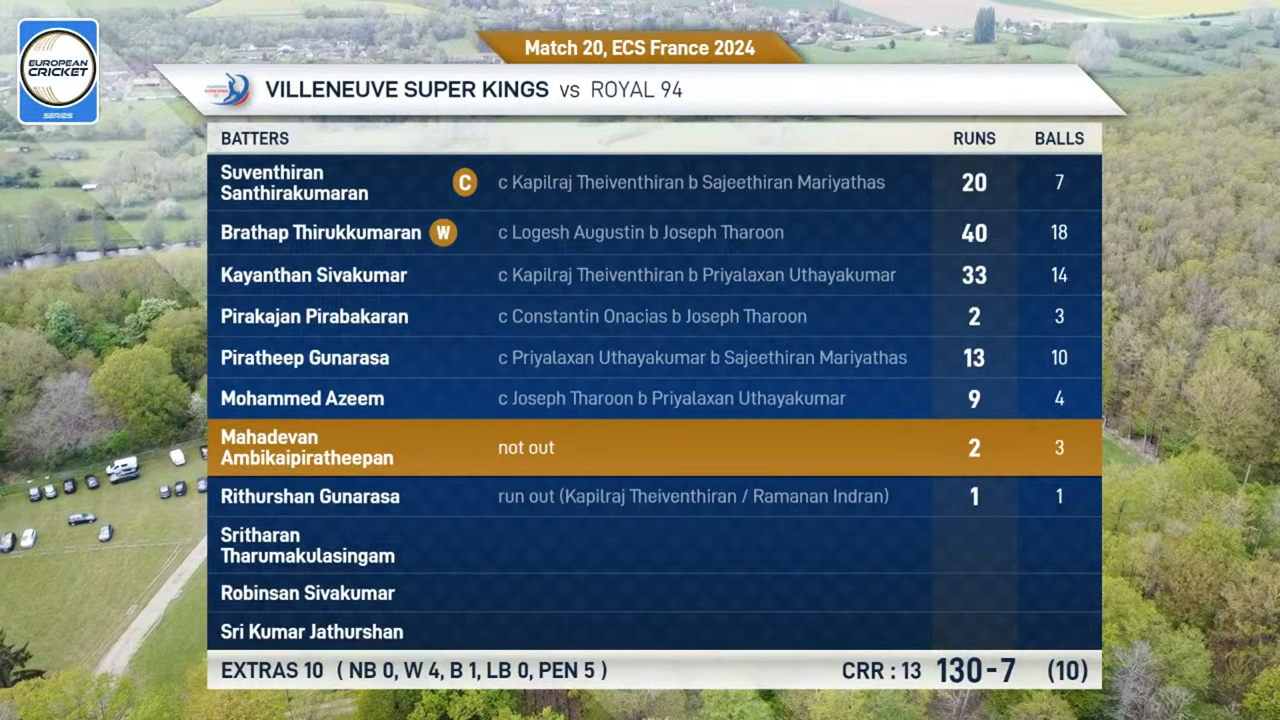 EUROPEAN
CRICKET
SERIES
Match 20, ECS France 2024
VILLENEUVE SUPER KINGS vs ROYAL 94
BATTERS RUNS BALLS
Suventhiran
Santhirakumaran C c Kapilraj Theiventhiran b Sajeethiran Mariyathas 20 7
Brathap Thirukkumaran W c Logesh Augustin b Joseph Tharoon 40 18
Kayanthan Sivakumar c Kapilraj Theiventhiran b Priyalaxan Uthayakumar 33 14
Pirakajan Pirabakaran c Constantin Onacias b Joseph Tharoon 2 3
Piratheep Gunarasa c Priyalaxan Uthayakumar b Sajeethiran Mariyathas 13 10
Mohammed Azeem c Joseph Tharoon b Priyalaxan Uthayakumar 9 4
Mahadevan
Ambikaipiratheepan not out 2 3
Rithurshan Gunarasa run out (Kapilraj Theiventhiran / Ramanan Indran) 1 1
Sritharan
Tharumakulasingam
Robinsan Sivakumar
Sri Kumar Jathurshan
EXTRAS 10 ( NB 0, W 4, B 1, LB 0, PEN 5 ) CRR : 13 130-7 (10)